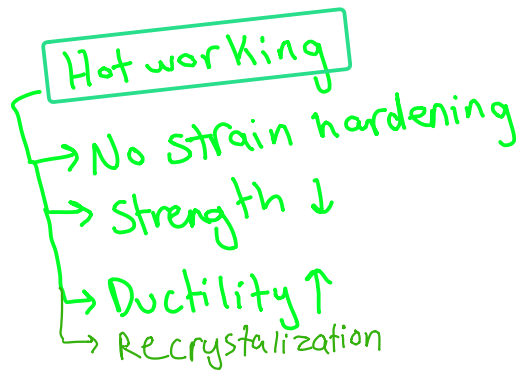 Hot working
→ No strain hardening
→ Strength ↓
→ Ductility ↑
→ Recrystalization